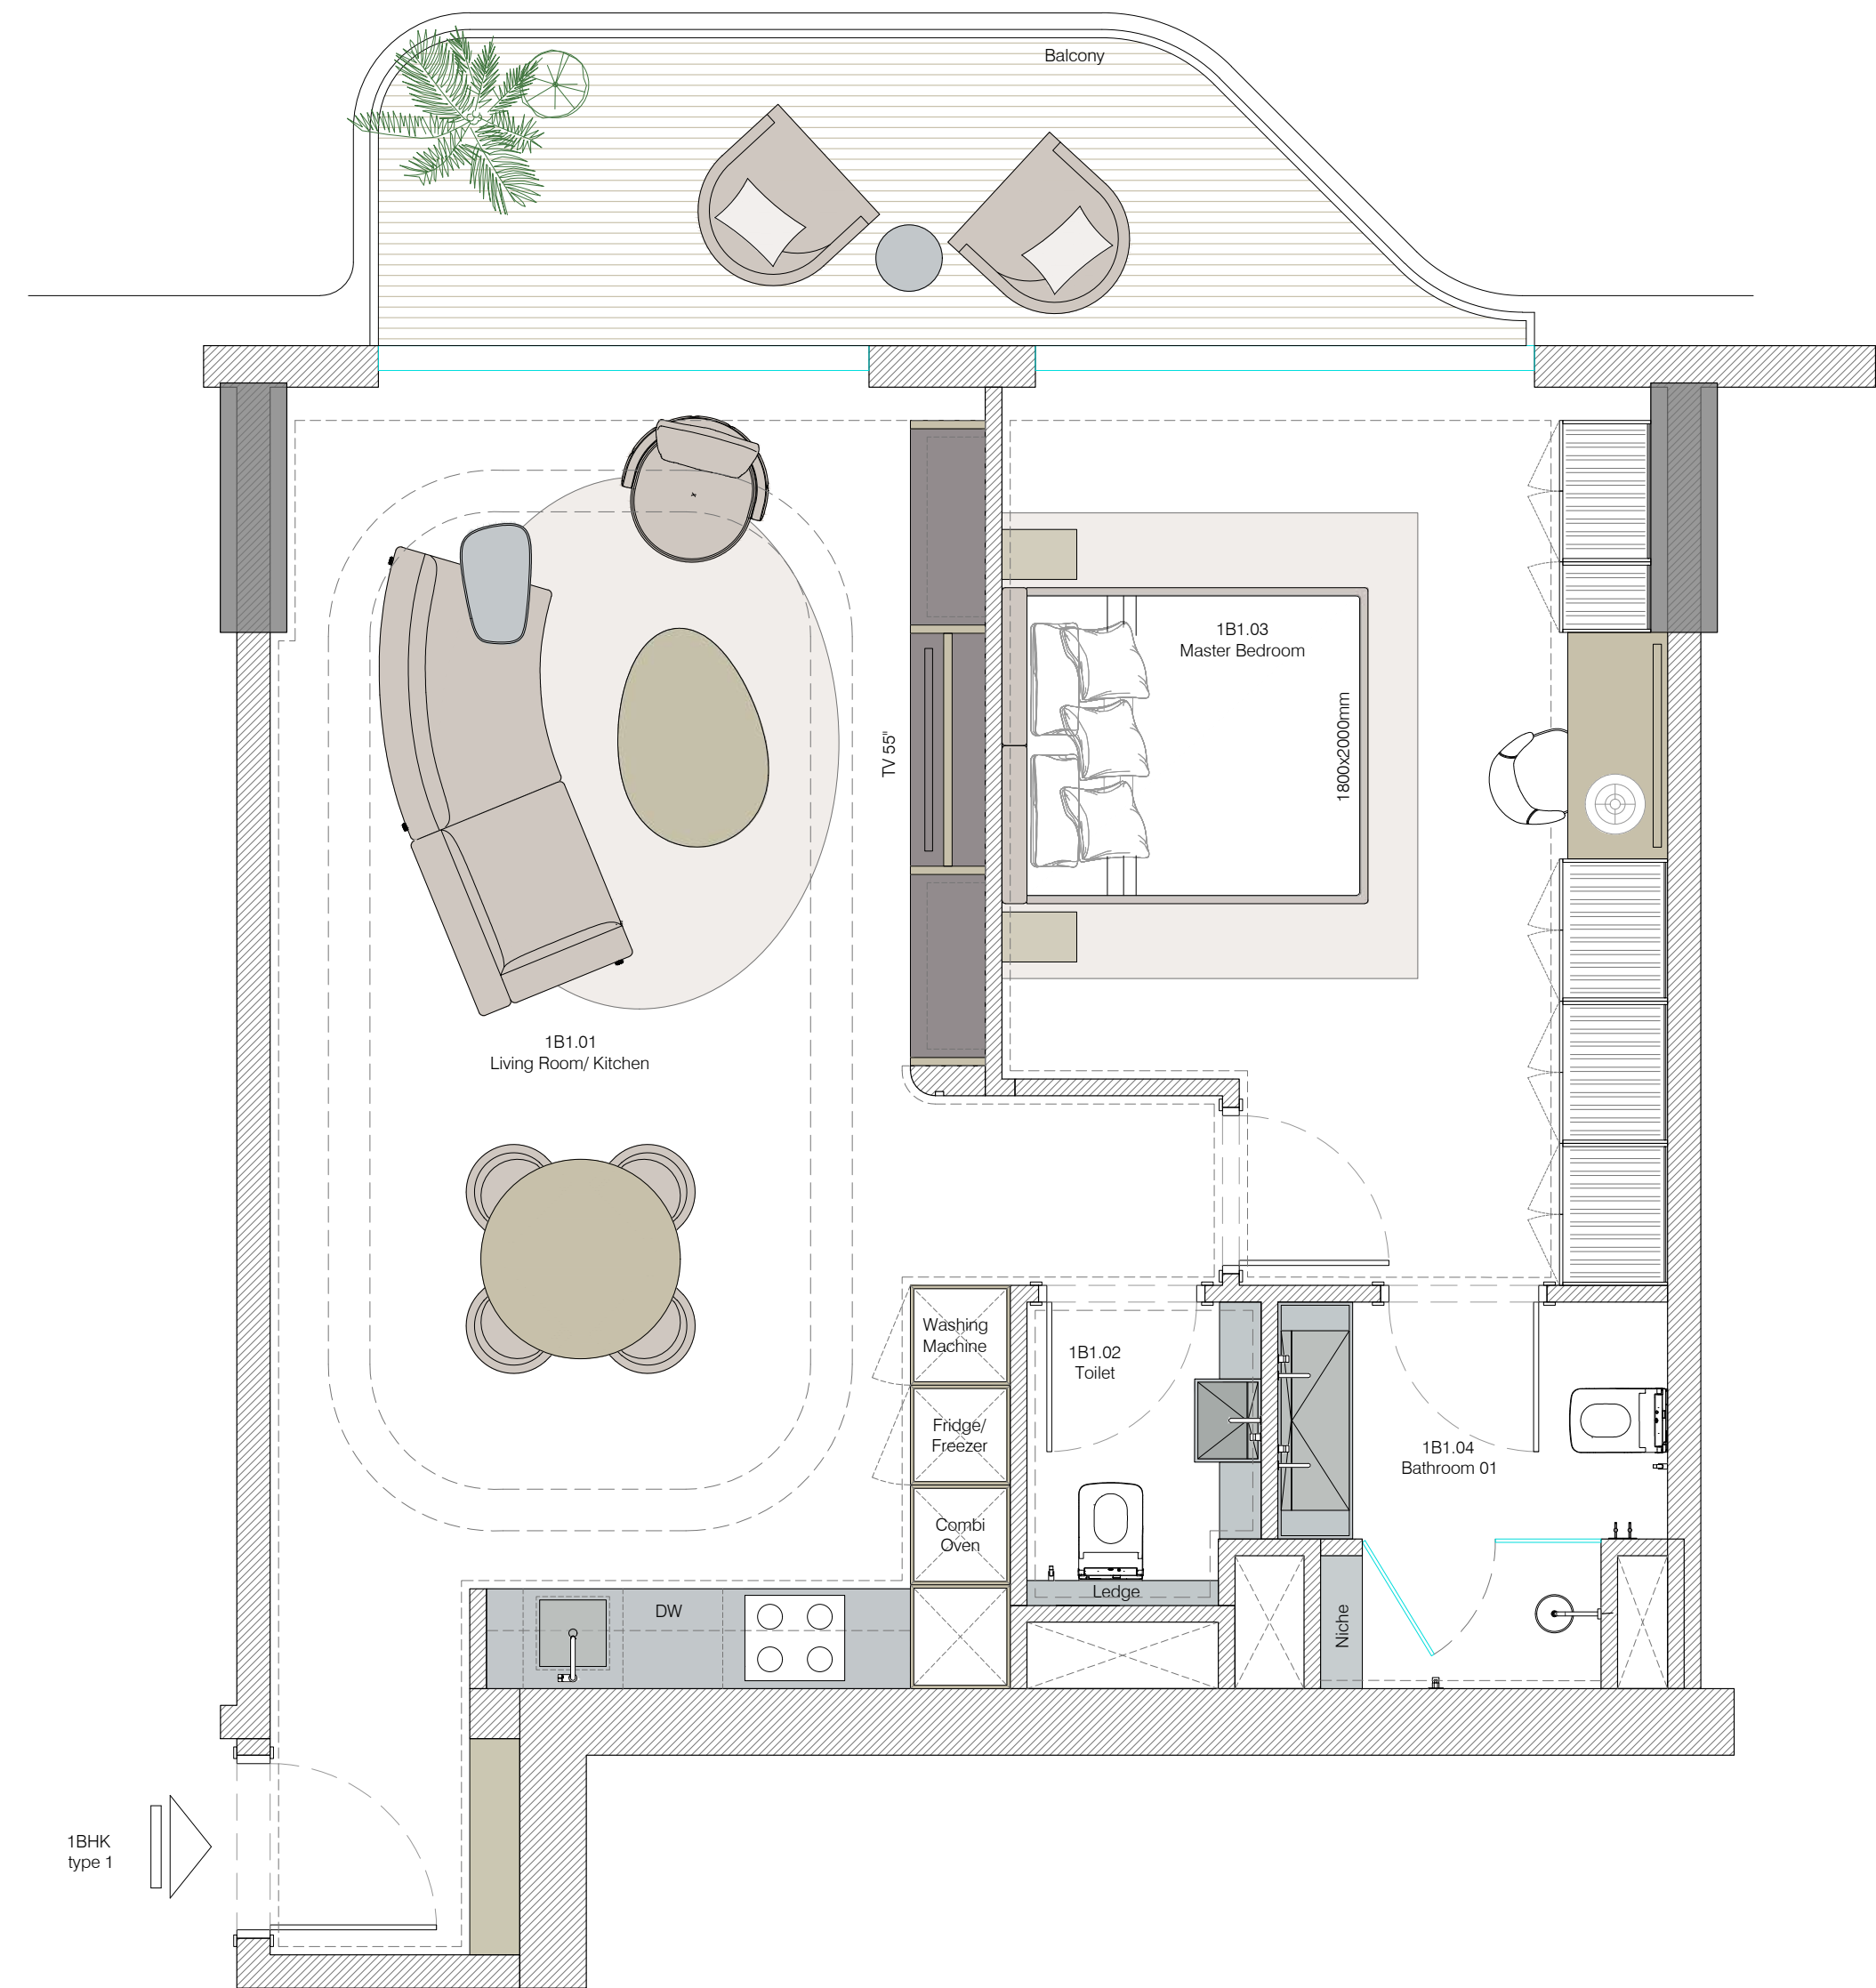 Balcony
1B1.03
Master Bedroom
1800x2000mm
TV 55"
1B1.01
Living Room/ Kitchen
Washing
Machine
1B1.02
Toilet
Fridge/
Freezer
1B1.04
Bathroom 01
Combi
Oven
Ledge
DW
Niche
1BHK
type 1